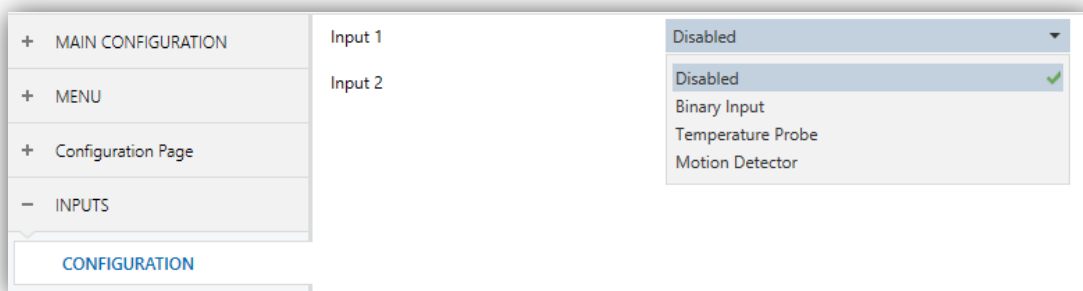 + MAIN CONFIGURATION
+ MENU
+ Configuration Page
− INPUTS
CONFIGURATION
Input 1 Disabled
Input 2
Disabled
Binary Input
Temperature Probe
Motion Detector